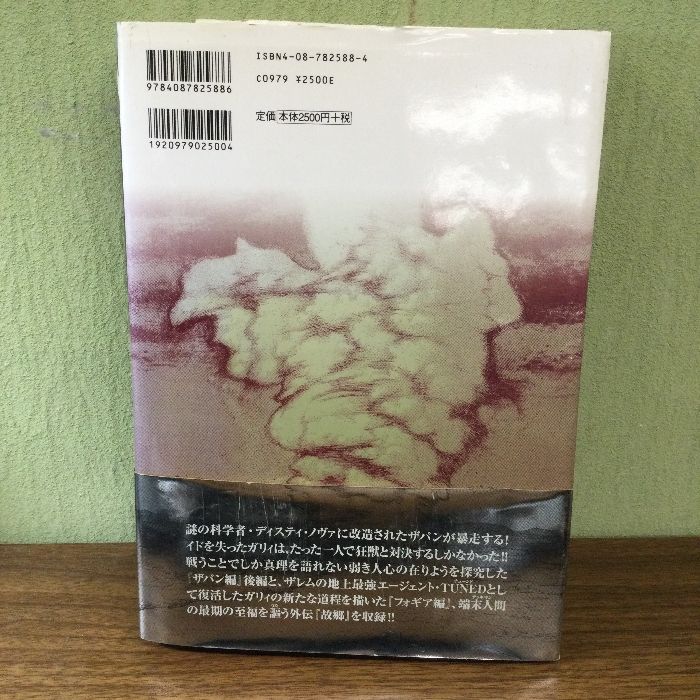 ISBN4-08-782588-4
9784087825886
C0979 ¥2500E
定価 本体2500円+税
1920979025004
謎の科学者・ディスティ・ノヴァに改造されたザパンが暴走する!
イドを失ったガリィは、たった一人で狂獣と対決するしかなかった!!
戦うことでしか真理を語れない弱き人心の在りようを探究した
『ザパン編』後編と、ザレムの地上最強エージェント・TUNEDとし
て復活したガリィの新たな道程を描いた『フォギア編』、端末人間
の最期の至福を謳う外伝『故郷』を収録!!